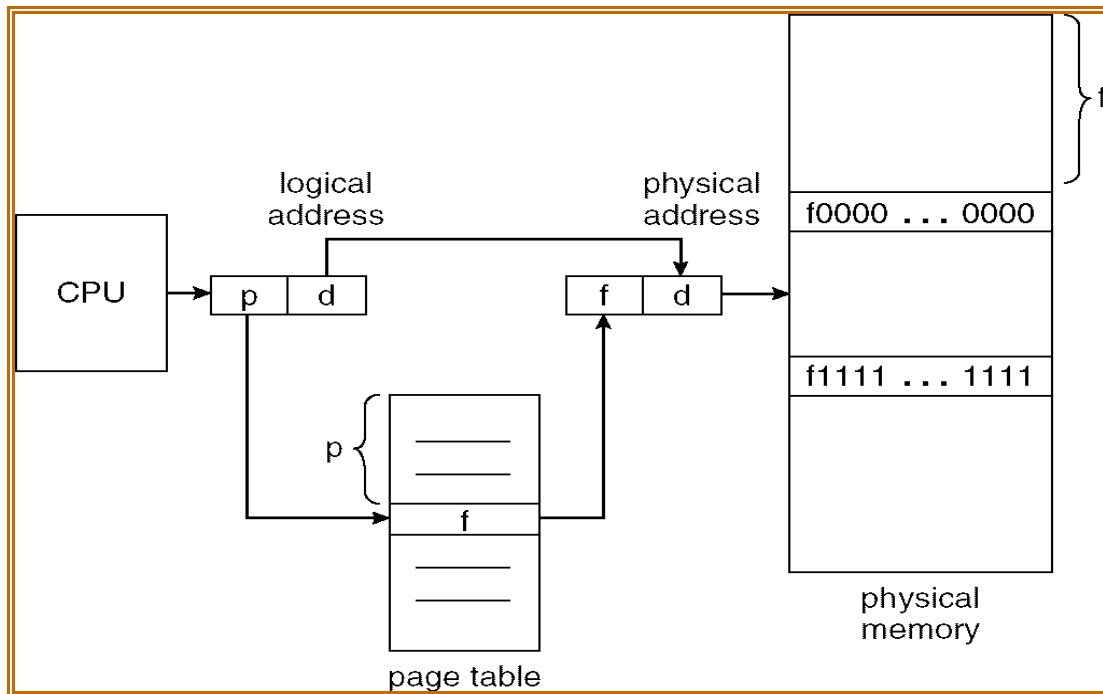 logical
address
physical
address
f
f0000 ... 0000
CPU
p
d
f
d
f1111 ... 1111
p
f
page table
physical
memory